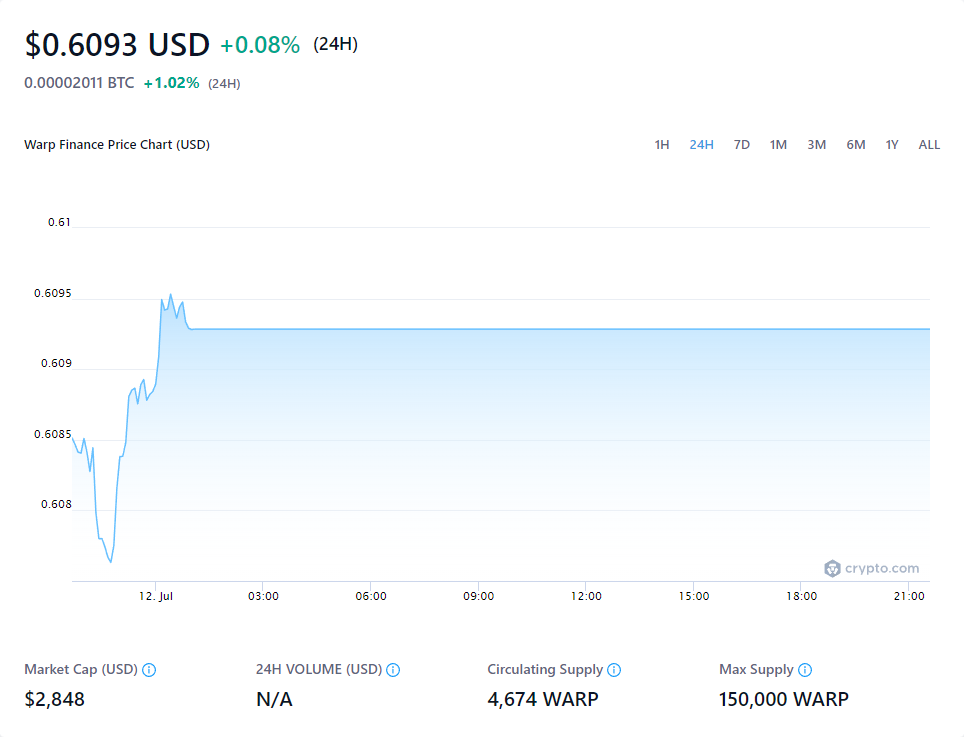 $0.6093 USD +0.08% (24H)
0.00002011 BTC +1.02% (24H)
Warp Finance Price Chart (USD) 1H 24H 7D 1M 3M 6M 1Y ALL
0.61
0.6095
0.609
0.6085
0.608
crypto.com
12. Jul 03:00 06:00 09:00 12:00 15:00 18:00 21:00
Market Cap (USD) 24H VOLUME (USD) Circulating Supply Max Supply
$2,848 N/A 4,674 WARP 150,000 WARP